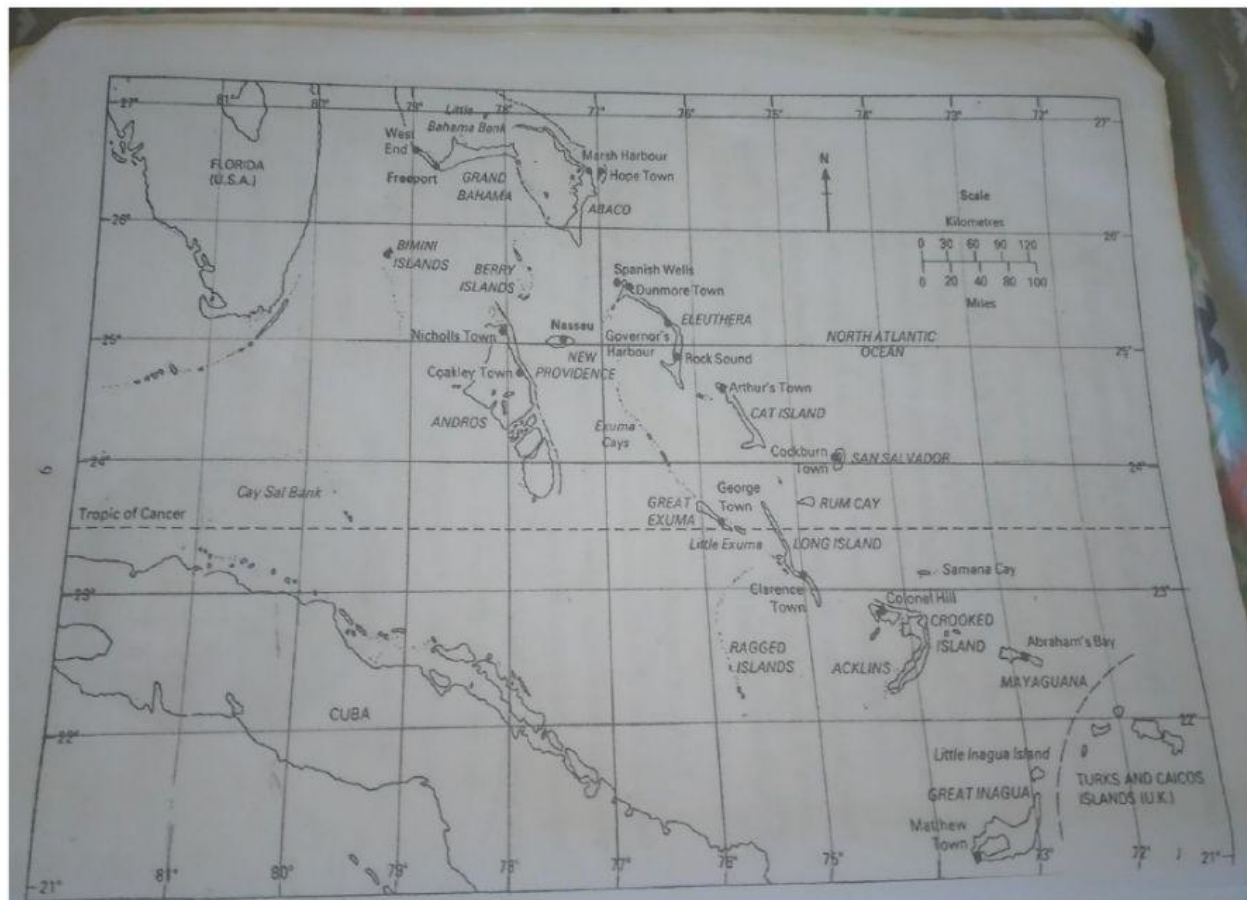 27°
81°
80°
79°
78°
77°
76°
75°
74°
73°
72°
27°
Little
Bahama Bank
West
End
Freeport
GRAND
BAHAMA
Marsh Harbour
Hope Town
ABACO
FLORIDA
(U.S.A.)
N
Scale
Kilometres
0 30 60 90 120
0 20 40 60 80 100
Miles
26°
26°
BIMINI
ISLANDS
BERRY
ISLANDS
Spanish Wells
Dunmore Town
ELEUTHERA
Nicholls Town
Nassau
NEW
PROVIDENCE
Governor's
Harbour
Rock Sound
NORTH ATLANTIC
OCEAN
25°
25°
Coakley Town
ANDROS
Arthur's Town
CAT ISLAND
Exuma
Cays
Cockburn
Town
SAN SALVADOR
24°
24°
9
Cay Sal Bank
Tropic of Cancer
GREAT
EXUMA
George
Town
RUM CAY
Little Exuma
LONG ISLAND
Samana Cay
23°
23°
Clarence
Town
Colonel Hill
CROOKED
ISLAND
RAGGED
ISLANDS
ACKLINS
Abraham's Bay
MAYAGUANA
CUBA
22°
22°
Little Inagua Island
GREAT INAGUA
TURKS AND CAICOS
ISLANDS (U.K.)
Matthew
Town
21°
81°
80°
79°
78°
77°
76°
75°
73°
72°
21°